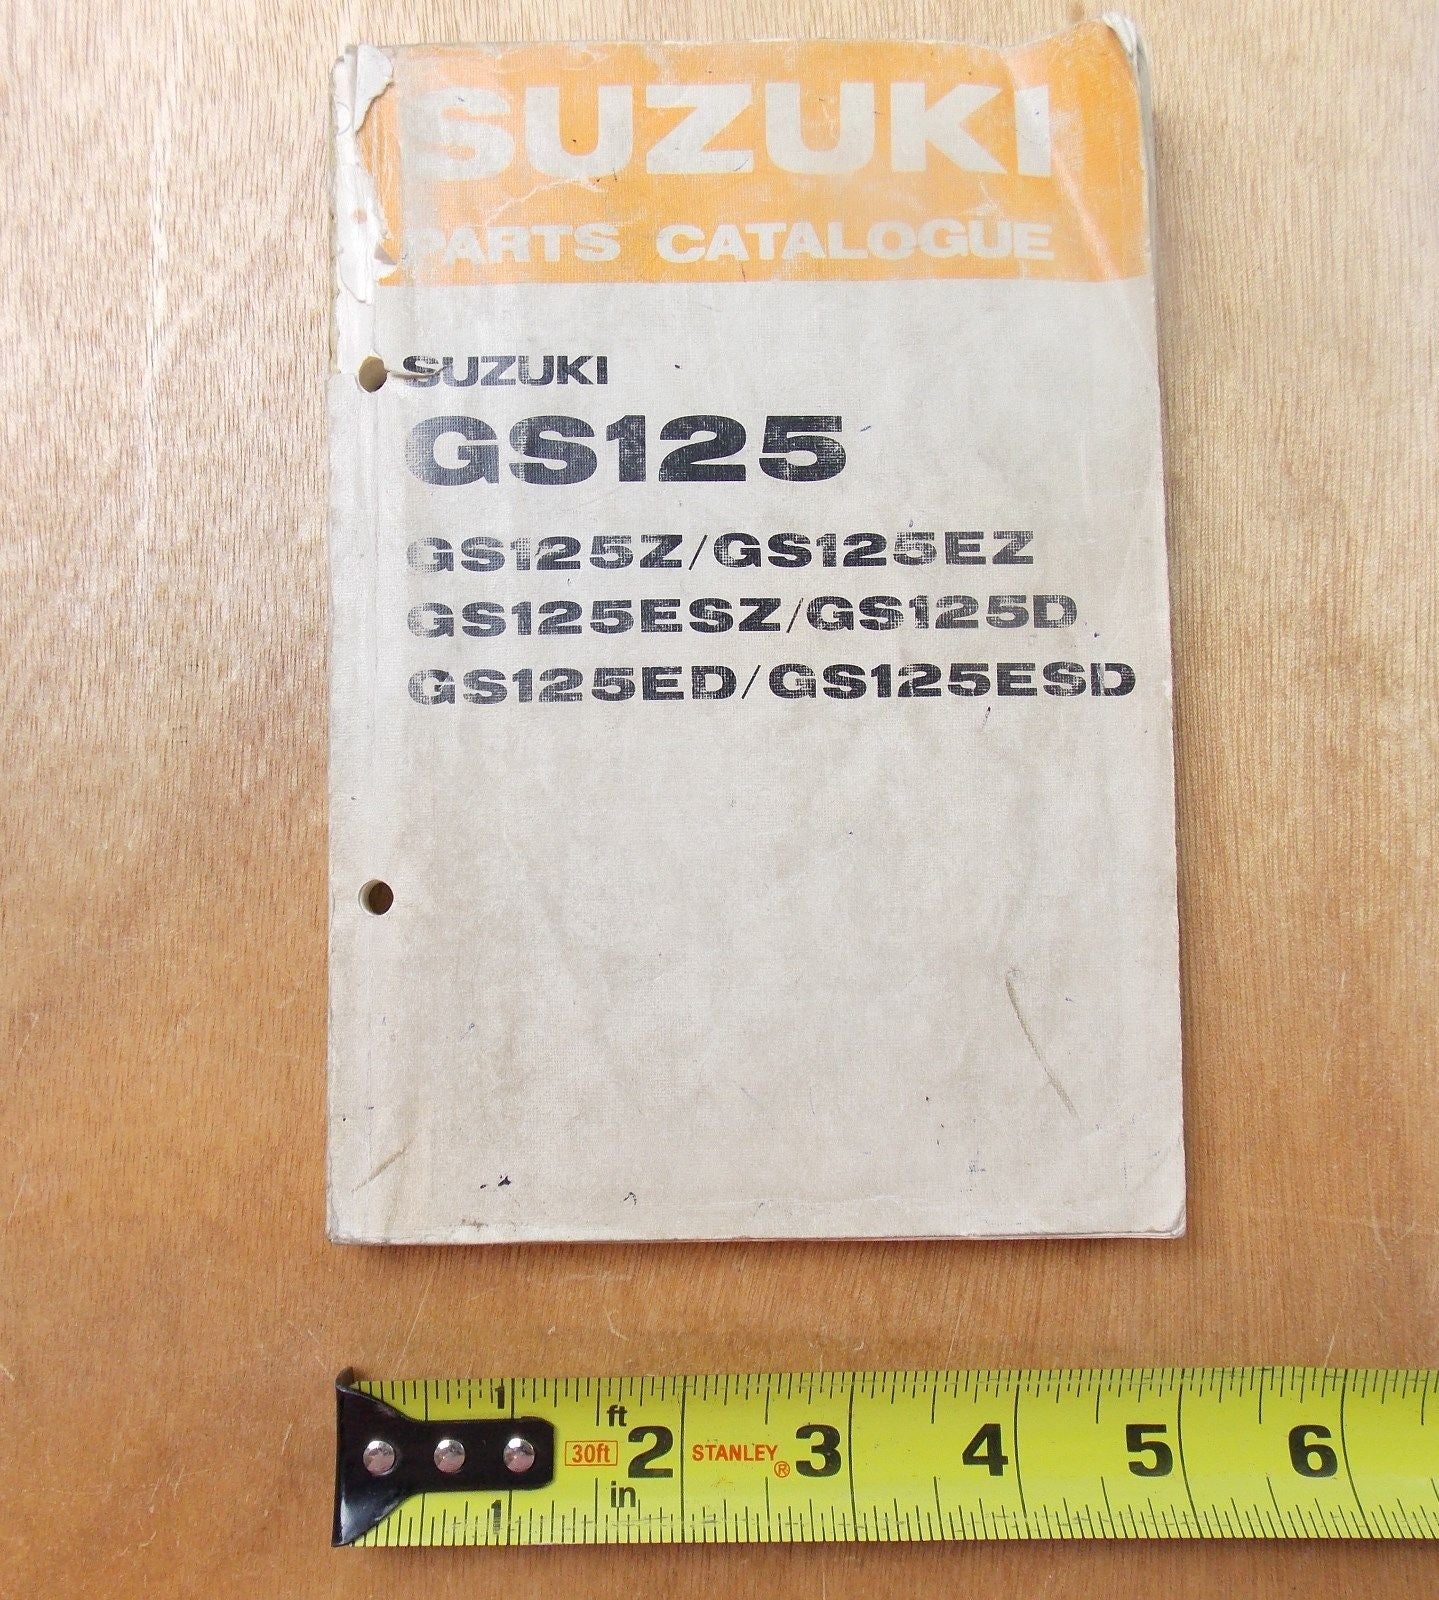 SUZUKI
PARTS CATALOGUE
SUZUKI
GS125
GS125Z/GS125EZ
GS125ESZ/GS125D
GS125ED/GS125ESD
1 ft
30ft 2 STANLEY® 3 4 5 6
1 in